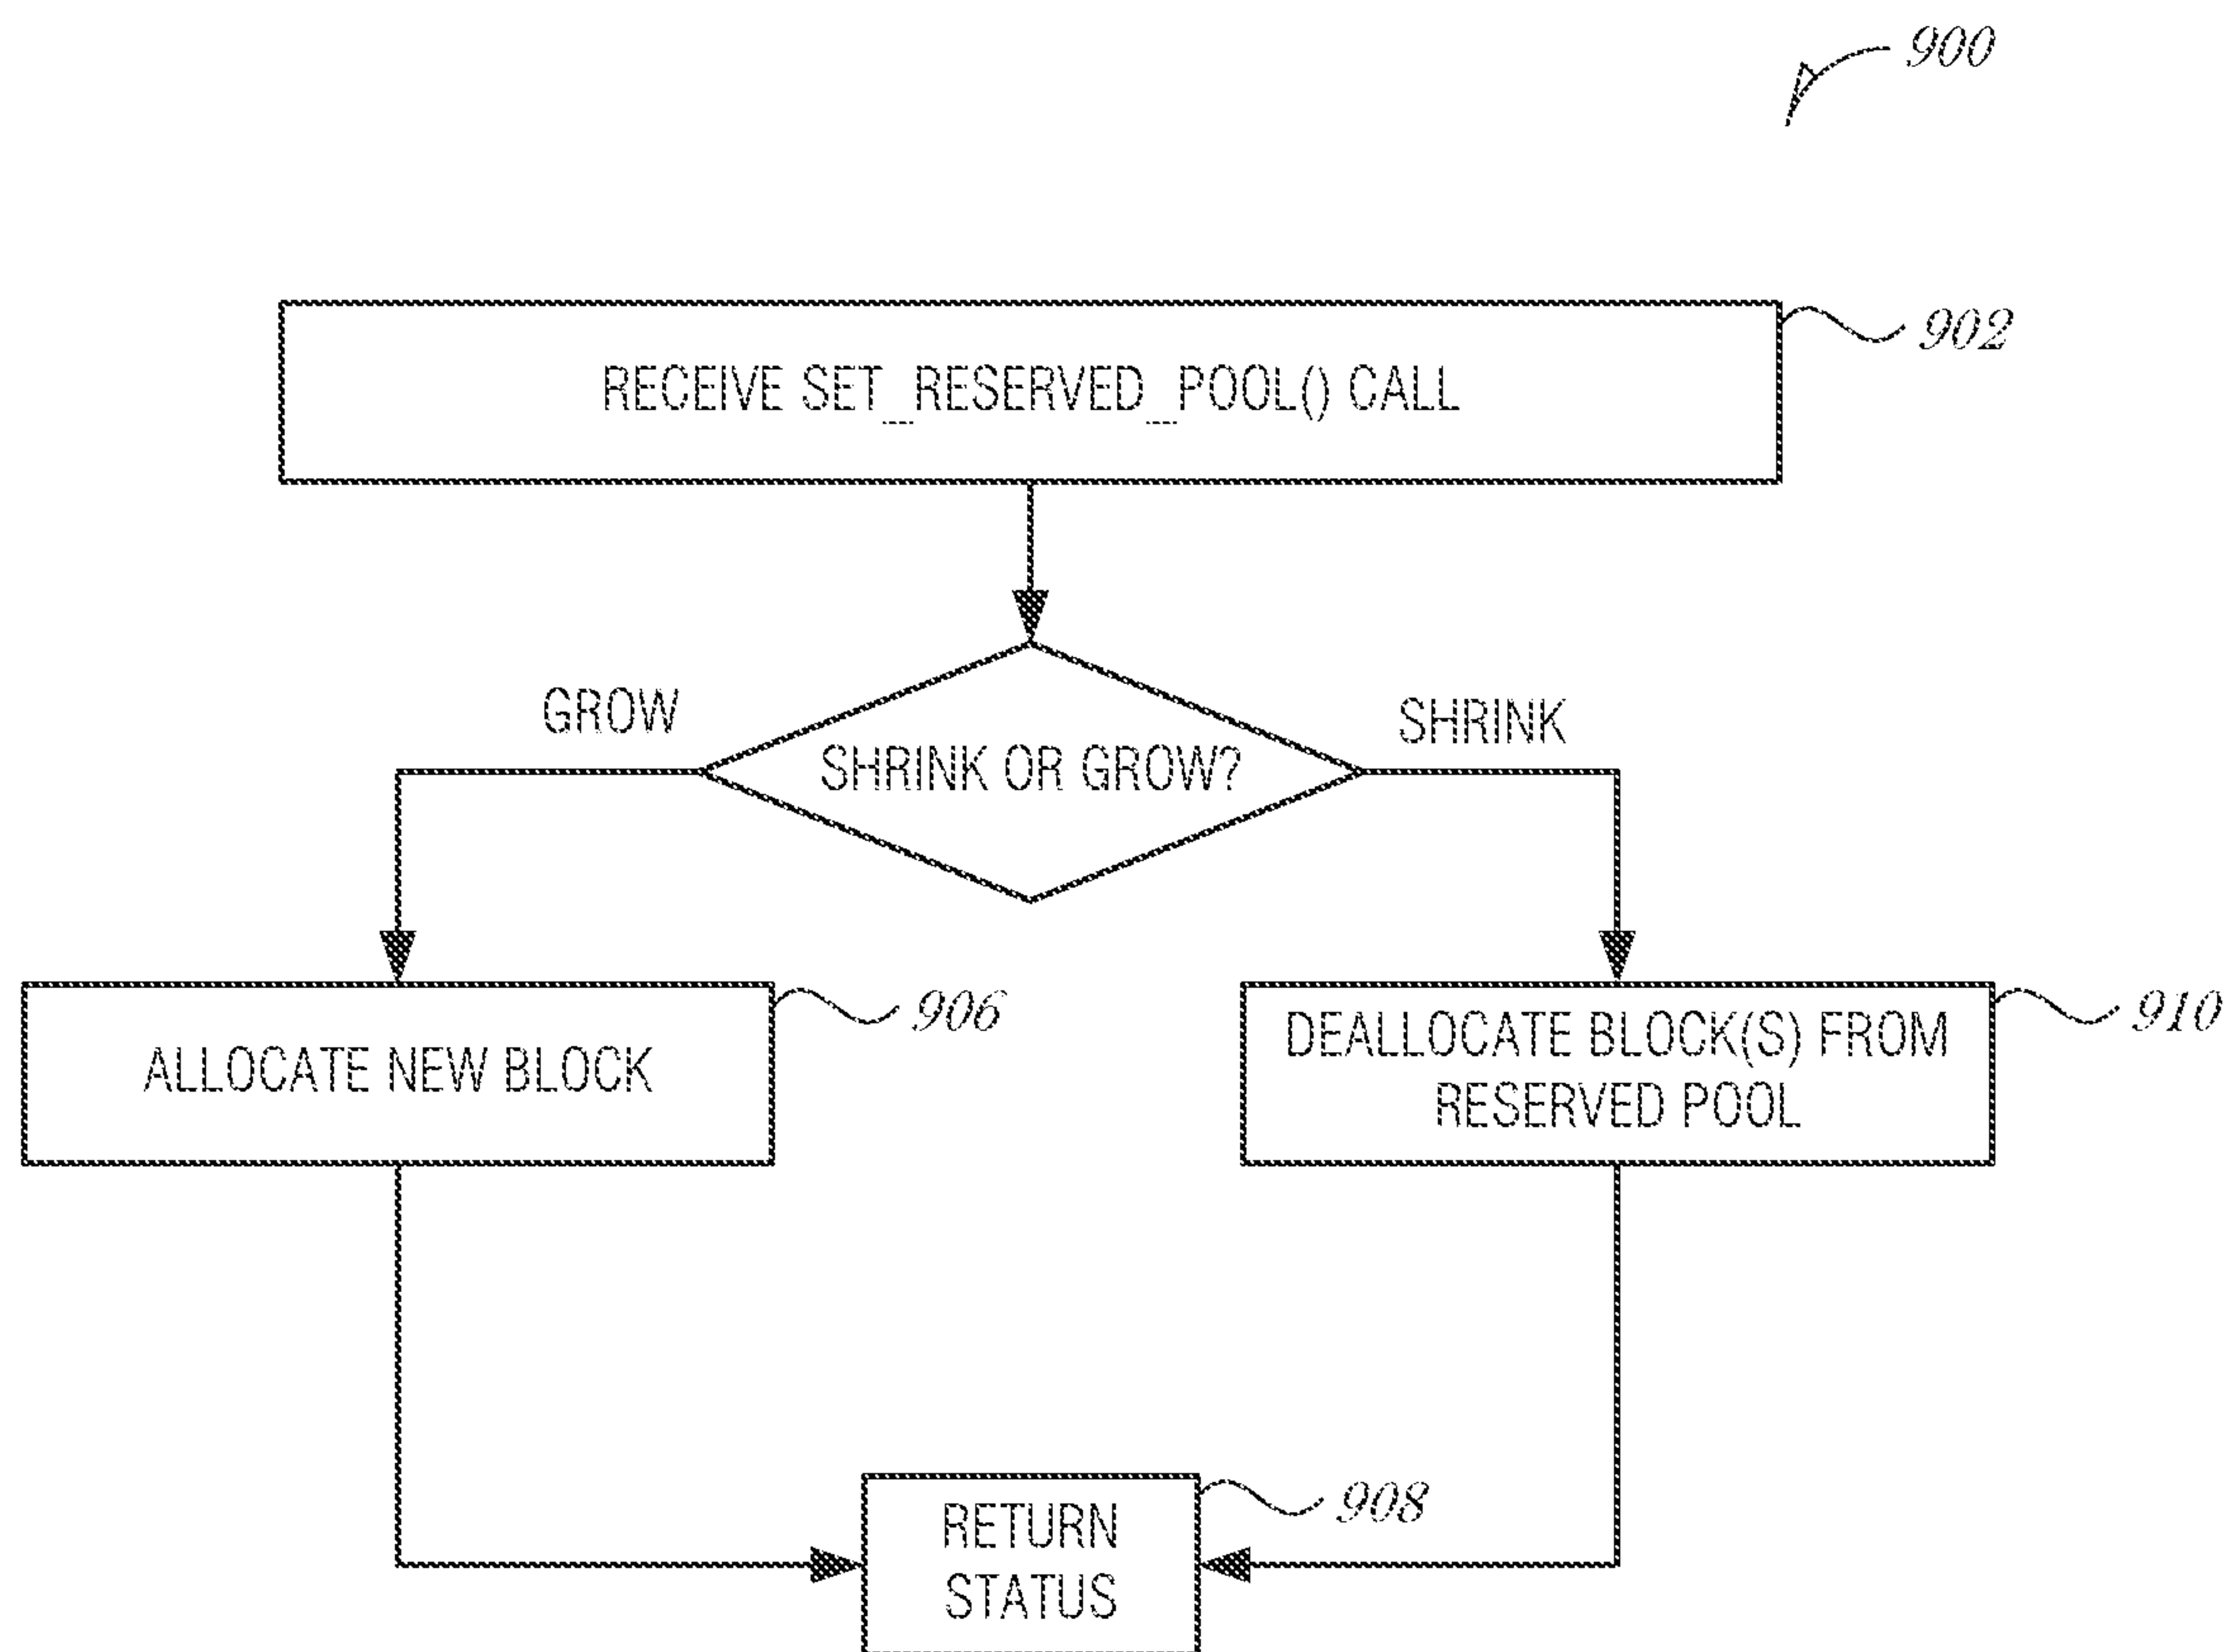 900
RECEIVE SET_RESERVED_POOL() CALL
902
GROW
SHRINK OR GROW?
SHRINK
ALLOCATE NEW BLOCK
906
DEALLOCATE BLOCK(S) FROM
RESERVED POOL
910
RETURN
STATUS
908